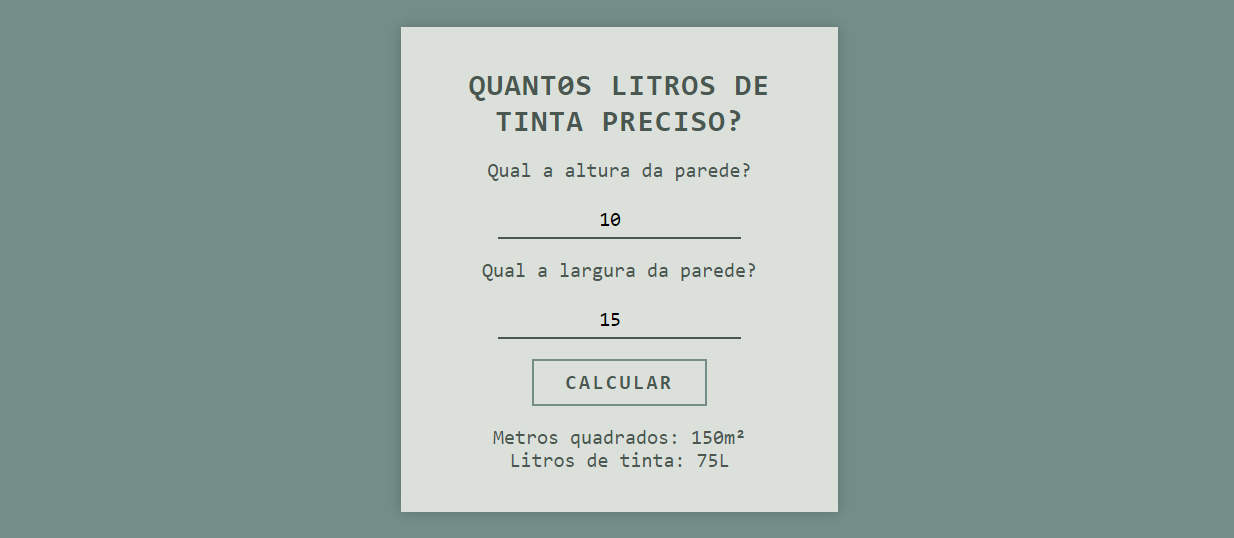 QUANT0S LITROS DE
TINTA PRECISO?
Qual a altura da parede?
10
Qual a largura da parede?
15
CALCULAR
Metros quadrados: 150m²
Litros de tinta: 75L